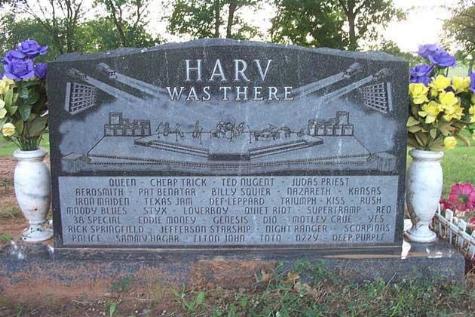 HARV
WAS THERE
QUEEN - CHEAP TRICK - TED NUGENT - JUDAS PRIEST
AEROSMITH - PAT BENATAR - BILLY SQUIER - NAZARETH - KANSAS
IRON MAIDEN - TEXAS JAM - DEF LEPPARD - TRIUMPH - KISS - RUSH
MOODY BLUES - STYX - LOVERBOY - QUIET RIOT - SUPERTRAMP - REO
38 SPECIAL - EDDIE MONEY - GENESIS - DIO - MOTLEY CRUE - YES
RICK SPRINGFIELD - JEFFERSON STARSHIP - NIGHT RANGER - SCORPIONS
POLICE - SAMMY HAGAR - ELTON JOHN - TOTO - OZZY - DEEP PURPLE